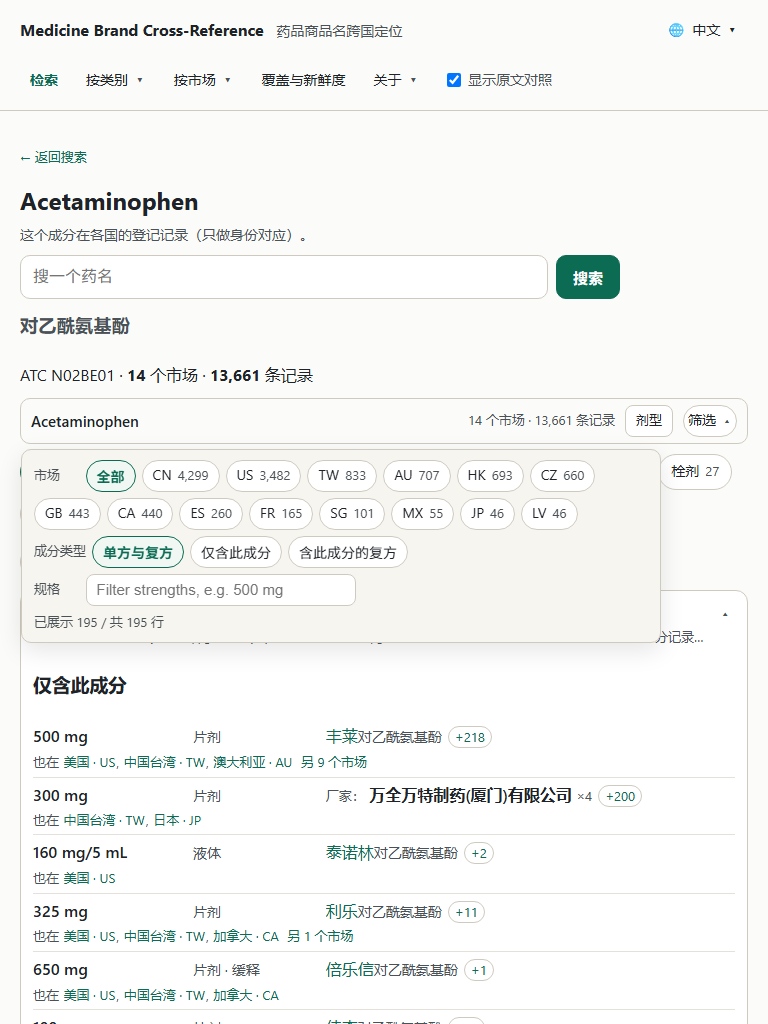 Medicine Brand Cross-Reference 药品商品名跨国定位
🌐 中文 ▾
检索 按类别 ▾ 按市场 ▾ 覆盖与新鲜度 关于 ▾ 显示原文对照
← 返回搜索
Acetaminophen
这个成分在各国的登记记录（只做身份对应）。
搜一个药名 搜索
对乙酰氨基酚
ATC N02BE01 · 14 个市场 · 13,661 条记录
Acetaminophen 14 个市场 · 13,661 条记录 剂型 筛选 ▴
市场 全部 CN 4,299 US 3,482 TW 833 AU 707 HK 693 CZ 660
栓剂 27
GB 443 CA 440 ES 260 FR 165 SG 101 MX 55 JP 46 LV 46
成分类型 单方与复方 仅含此成分 含此成分的复方
规格 Filter strengths, e.g. 500 mg
已展示 195 / 共 195 行
分记录...
仅含此成分
500 mg 片剂 丰莱对乙酰氨基酚 +218
也在 美国 · US, 中国台湾 · TW, 澳大利亚 · AU 另 9 个市场
300 mg 片剂 厂家： 万全万特制药(厦门)有限公司 ×4 +200
也在 中国台湾 · TW, 日本 · JP
160 mg/5 mL 液体 泰诺林对乙酰氨基酚 +2
也在 美国 · US
325 mg 片剂 利乐对乙酰氨基酚 +11
也在 美国 · US, 中国台湾 · TW, 加拿大 · CA 另 1 个市场
650 mg 片剂 · 缓释 倍乐信对乙酰氨基酚 +1
也在 美国 · US, 中国台湾 · TW, 加拿大 · CA